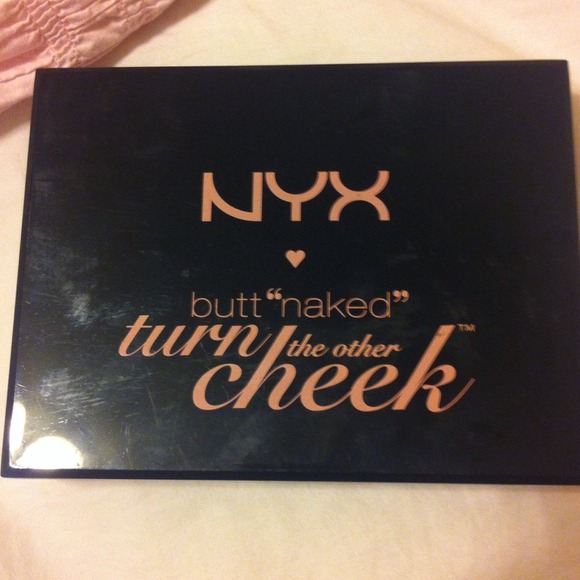 NYX
butt "naked"
turn the other
cheek™